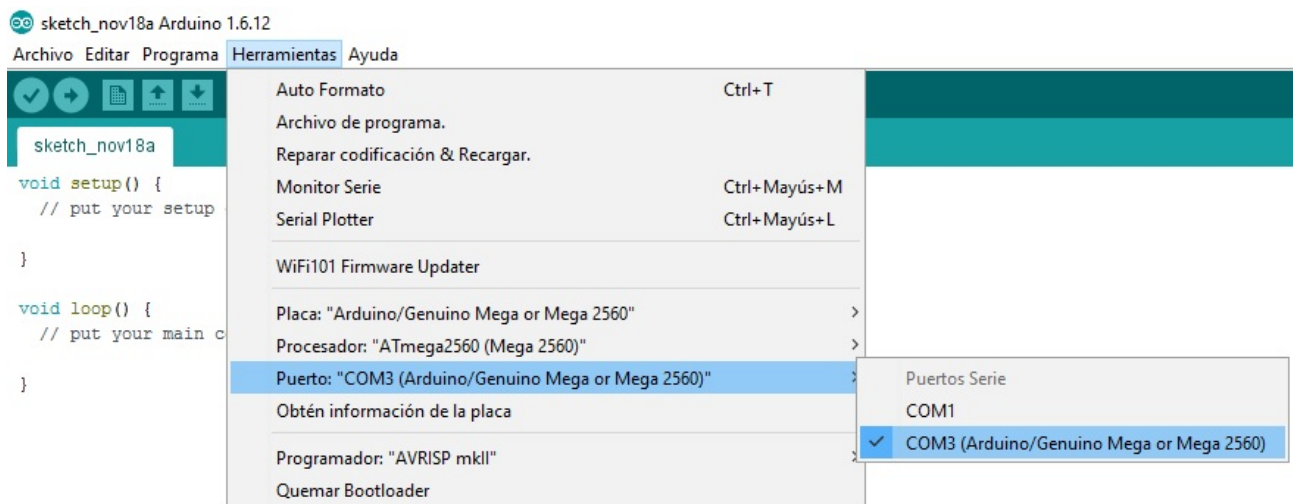 sketch_nov18a Arduino 1.6.12
Archivo Editar Programa Herramientas Ayuda
sketch_nov18a
void setup() {
// put your setup
}
void loop() {
// put your main c
}
Auto Formato Ctrl+T
Archivo de programa.
Reparar codificación & Recargar.
Monitor Serie Ctrl+Mayús+M
Serial Plotter Ctrl+Mayús+L
WiFi101 Firmware Updater
Placa: "Arduino/Genuino Mega or Mega 2560"
Procesador: "ATmega2560 (Mega 2560)"
Puerto: "COM3 (Arduino/Genuino Mega or Mega 2560)"
Obtén información de la placa
Programador: "AVRISP mkII"
Quemar Bootloader
Puertos Serie
COM1
COM3 (Arduino/Genuino Mega or Mega 2560)